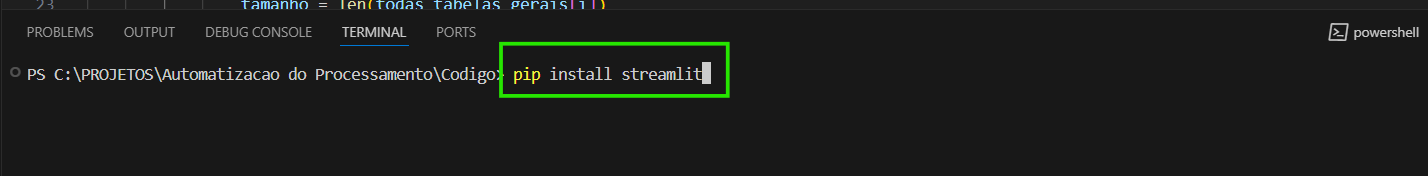 23 tamanho = len(todas_tabelas_gerais[i])
PROBLEMS OUTPUT DEBUG CONSOLE TERMINAL PORTS powershell
PS C:\PROJETOS\Automatizacao do Processamento\Codigo> pip install streamlit